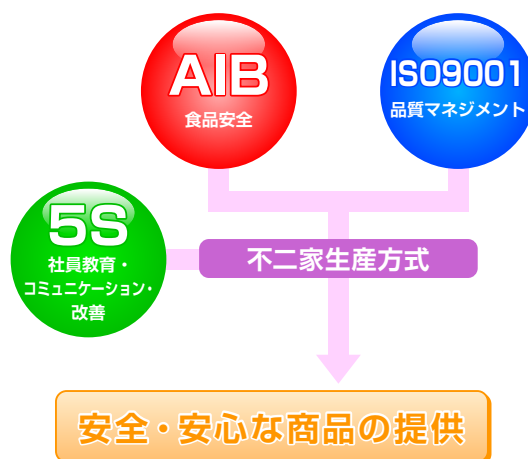 AIB
食品安全
ISO9001
品質マネジメント
5S
社員教育・
コミュニケーション・
改善
不二家生産方式
安全・安心な商品の提供